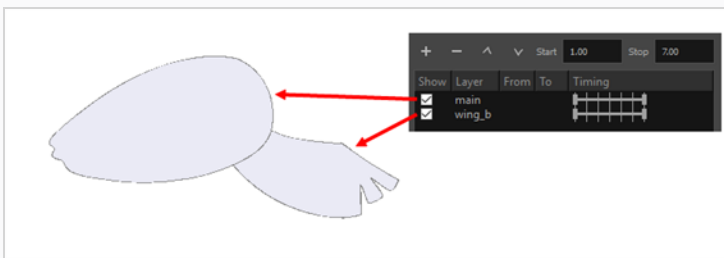 Start 1.00 Stop 7.00
Show Layer From To Timing
main
wing_b